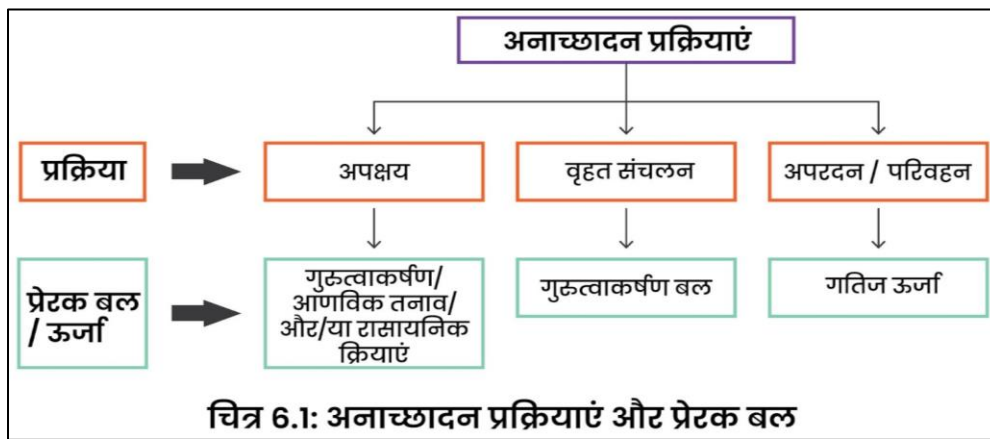 अनाच्छादन प्रक्रियाएं
प्रक्रिया
अपक्षय
वृहत संचलन
अपरदन / परिवहन
प्रेरक बल
/ ऊर्जा
गुरुत्वाकर्षण/
आणविक तनाव/
और/या रासायनिक
क्रियाएं
गुरुत्वाकर्षण बल
गतिज ऊर्जा
चित्र 6.1: अनाच्छादन प्रक्रियाएं और प्रेरक बल